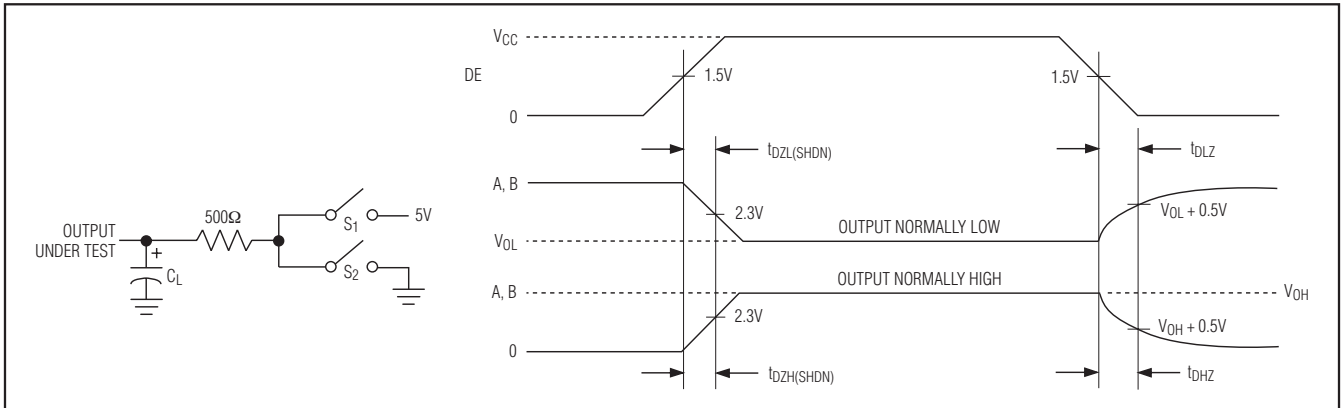 V_CC
DE
1.5V
1.5V
0
t_DZL(SHDN)
t_DLZ
A, B
2.3V
OUTPUT NORMALLY LOW
V_OL + 0.5V
V_OL
OUTPUT NORMALLY HIGH
A, B
V_OH
2.3V
V_OH + 0.5V
0
t_DZH(SHDN)
t_DHZ
500Ω
OUTPUT
UNDER TEST
S_1
5V
S_2
+
C_L